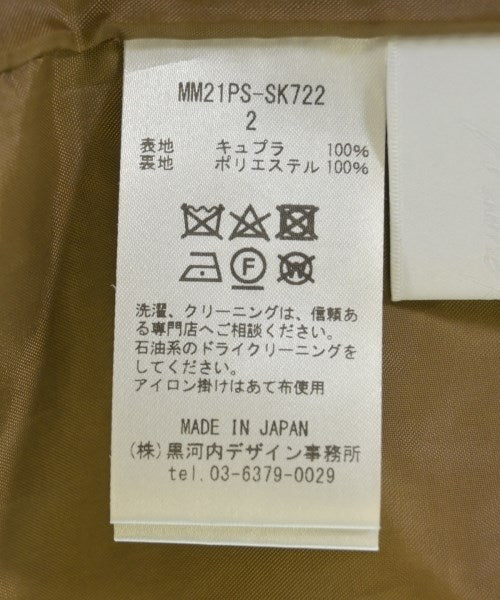 MM21PS-SK722
2
表地 キュプラ 100%
裏地 ポリエステル 100%
F
W
洗濯、クリーニングは、信頼あ
る専門店へご相談ください。
石油系のドライクリーニングを
してください。
アイロン掛けはあて布使用
MADE IN JAPAN
(株)黒河内デザイン事務所
tel.03-6379-0029